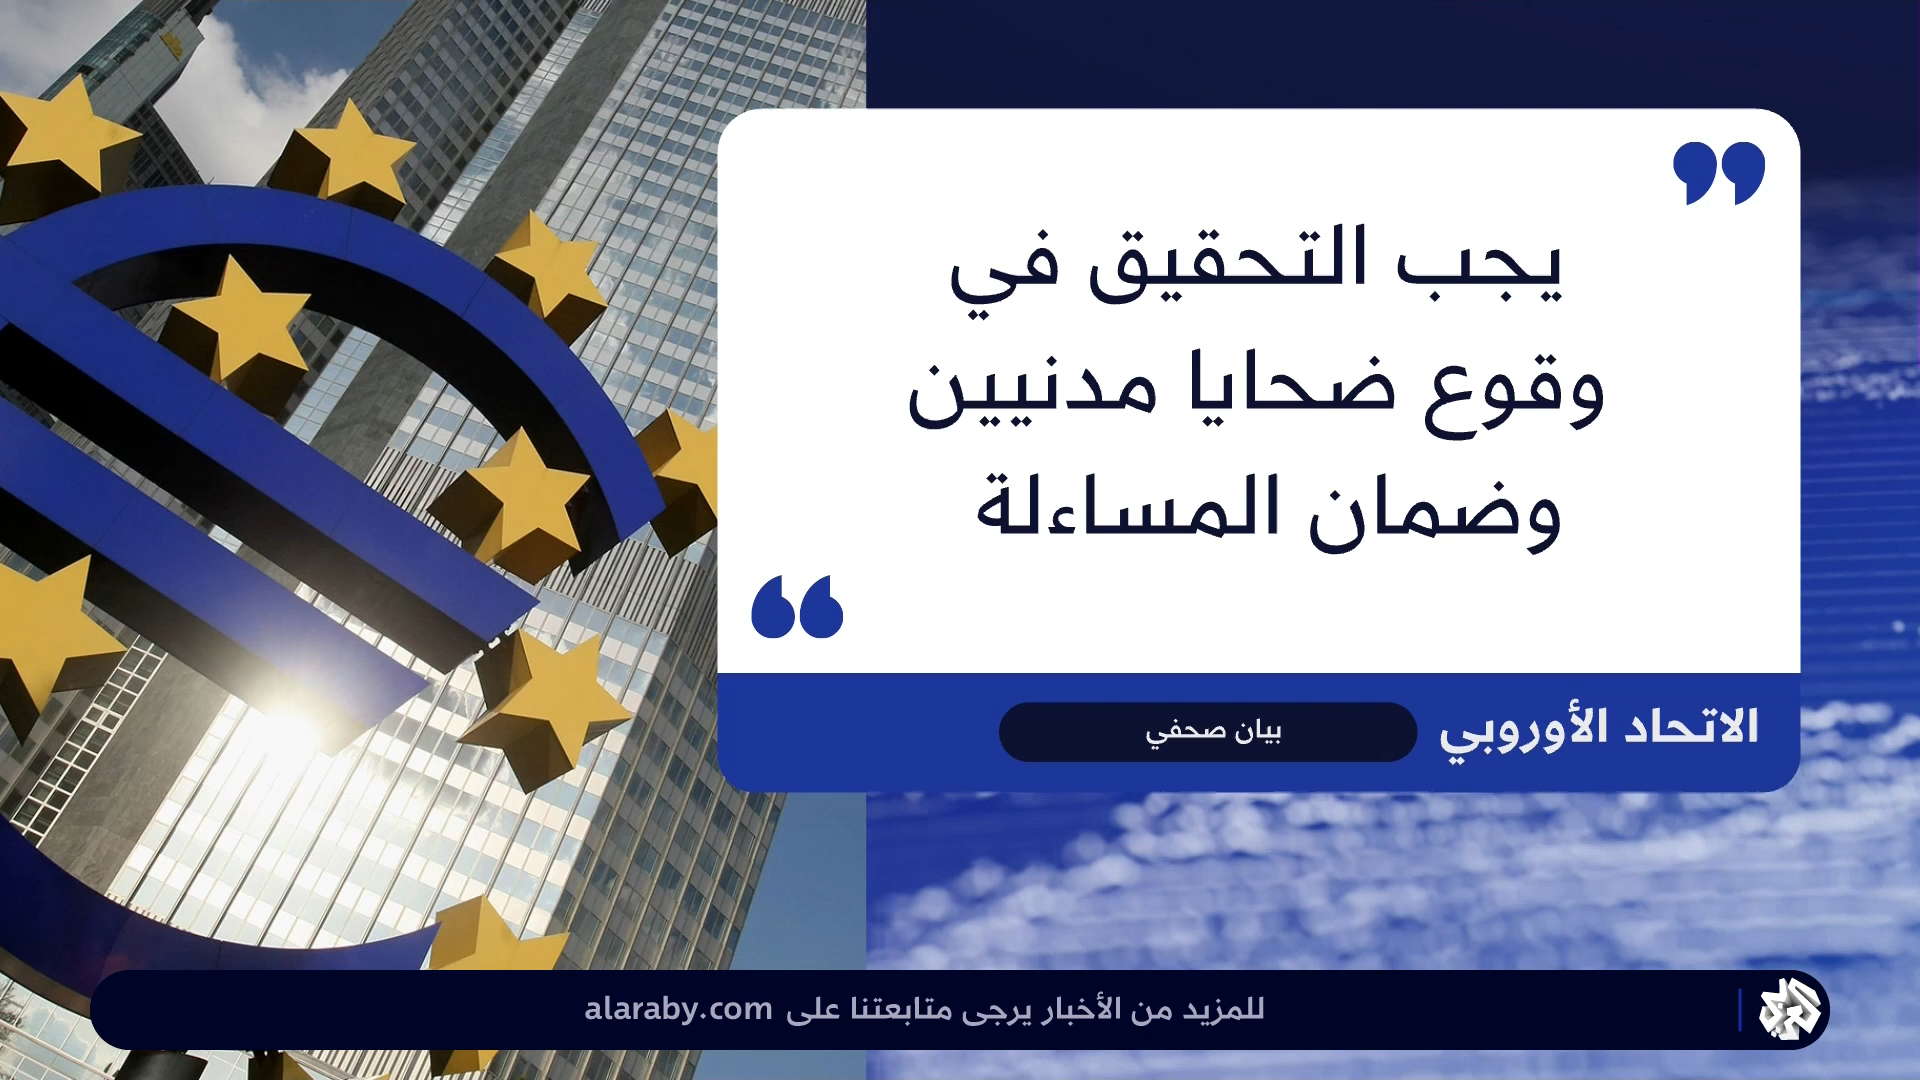 يجب التحقيق في
وقوع ضحايا مدنيين
وضمان المساءلة
الاتحاد الأوروبي
بيان صحفي
للمزيد من الأخبار يرجى متابعتنا على alaraby.com